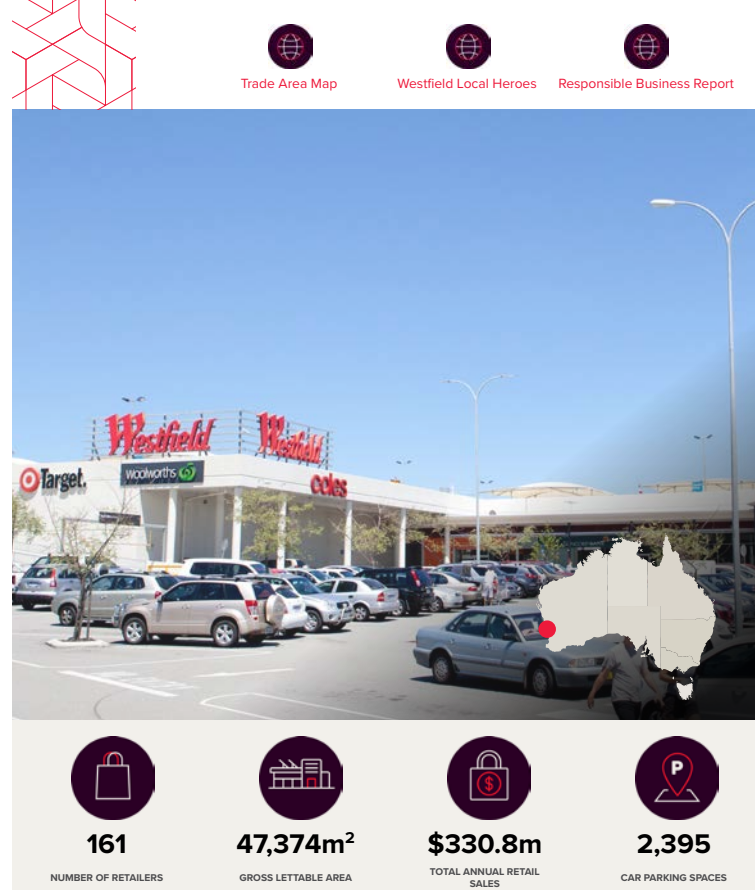 Trade Area Map
Westfield Local Heroes
Responsible Business Report
Westfield
Westfield
Target.
woolworths
coles
161
NUMBER OF RETAILERS
47,374m²
GROSS LETTABLE AREA
$330.8m
TOTAL ANNUAL RETAIL
SALES
P
2,395
CAR PARKING SPACES